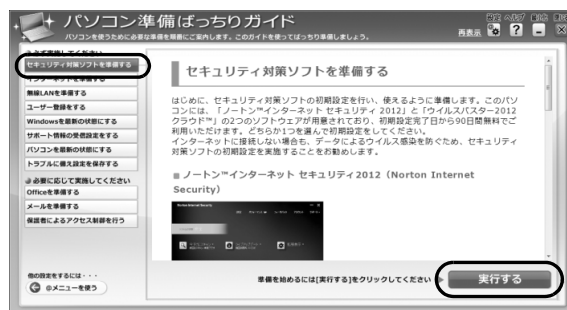 パソコン準備ばっちりガイド
パソコンを使うために必要な準備を順番にご案内します。このガイドを使ってばっちり準備しましょう。
再表示
設定
ヘルプ
最小化
閉じる
必ず実施してください
セキュリティ対策ソフトを準備する
インターネットを準備する
無線LANを準備する
ユーザー登録をする
Windowsを最新の状態にする
サポート情報の受信設定をする
パソコンを最新の状態にする
トラブルに備え設定を保存する
必要に応じて実施してください
Officeを準備する
メールを準備する
保護者によるアクセス制御を行う
他の設定をするには・・・
@メニューを使う
セキュリティ対策ソフトを準備する
はじめに、セキュリティ対策ソフトの初期設定を行い、使えるように準備します。このパソ
コンには、「ノートン™インターネット セキュリティ 2012」と「ウイルスバスター2012
クラウド™」の2つのソフトウェアが用意されており、初期設定完了日から90日間無料でご
利用いただけます。どちらか1つを選んで初期設定をしてください。
インターネットに接続しない場合も、データによるウイルス感染を防ぐため、セキュリティ
対策ソフトの初期設定を実施することをお勧めします。
■ ノートン™インターネット セキュリティ2012（Norton Internet
Security）
準備を始めるには[実行する]をクリックしてください
実行する